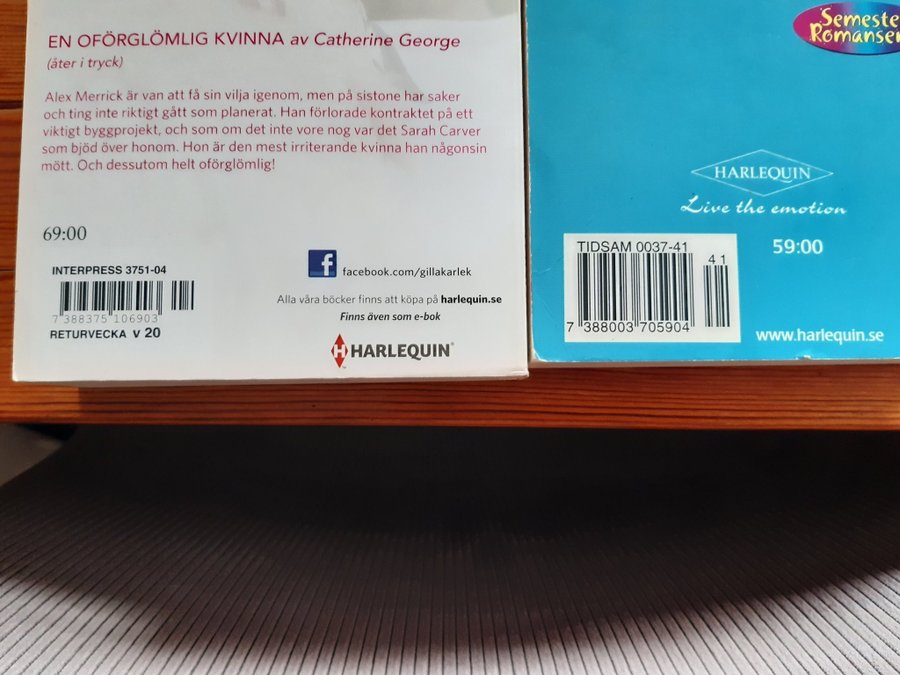 EN OFÖRGLÖMLIG KVINNA av Catherine George
(åter i tryck)
Alex Merrick är van att få sin vilja igenom, men på sistone har saker
och ting inte riktigt gått som planerat. Han förlorade kontraktet på ett
viktigt byggprojekt, och som om det inte vore nog var det Sarah Carver
som bjöd över honom. Hon är den mest irriterande kvinna han någonsin
mött. Och dessutom helt oförglömlig!
69:00
INTERPRESS 3751-04
7 388375 106903
RETURVECKA v 20
f facebook.com/gillakarlek
Alla våra böcker finns att köpa på harlequin.se
Finns även som e-bok
H HARLEQUIN
Semeste
Romanser
HARLEQUIN
Live the emotion
TIDSAM 0037-41
41
7 388003 705904
59:00
www.harlequin.se